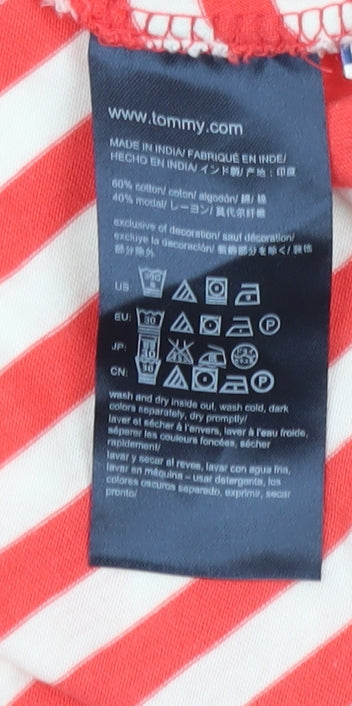 www.tommy.com
MADE IN INDIA/ FABRIQUÉ EN INDE/
HECHO EN INDIA/ インド製/ 产地：印度
60% cotton/ coton/ algodón/ 綿/ 棉
40% modal/ レーヨン/ 莫代尔纤维
exclusive of decoration/ sauf décoration/
excluye la decoración/ 装飾部分を除く/ 装饰
部分除外
US:
EU: 30 P
JP: 30
CN: 30 P
wash and dry inside out, wash cold, dark
colors separately, dry promptly/
laver et sécher à l'envers, laver à l'eau froide,
séparer les couleurs foncées, sécher
rapidement/
lavar y secar al reves, lavar con agua fria,
lavar en máquina – usar detergente, los
colores oscuros separado, exprimir, secar
pronto/